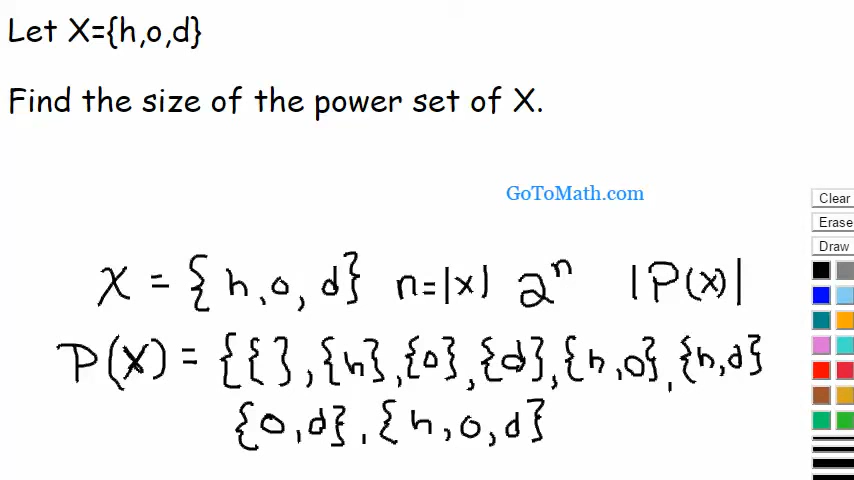 Let X={h,o,d}
Find the size of the power set of X.
GoToMath.com
Clear
Erase
Draw
X = {h,o,d} n=|x| 2ⁿ |P(x)|
P(X) = {{},{h},{o},{d},{h,o},{h,d}
{o,d},{h,o,d}